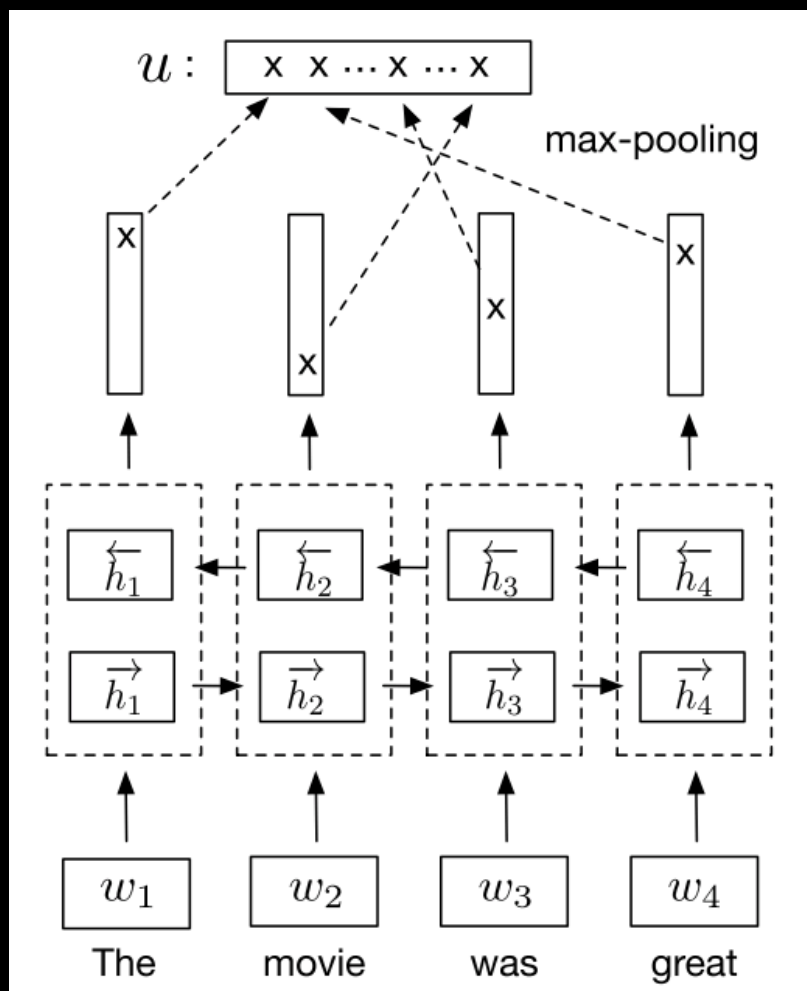 u : x x ... x ... x
max-pooling
x x x x
←h₁ ←h₂ ←h₃ ←h₄
→h₁ →h₂ →h₃ →h₄
w₁ w₂ w₃ w₄
The movie was great